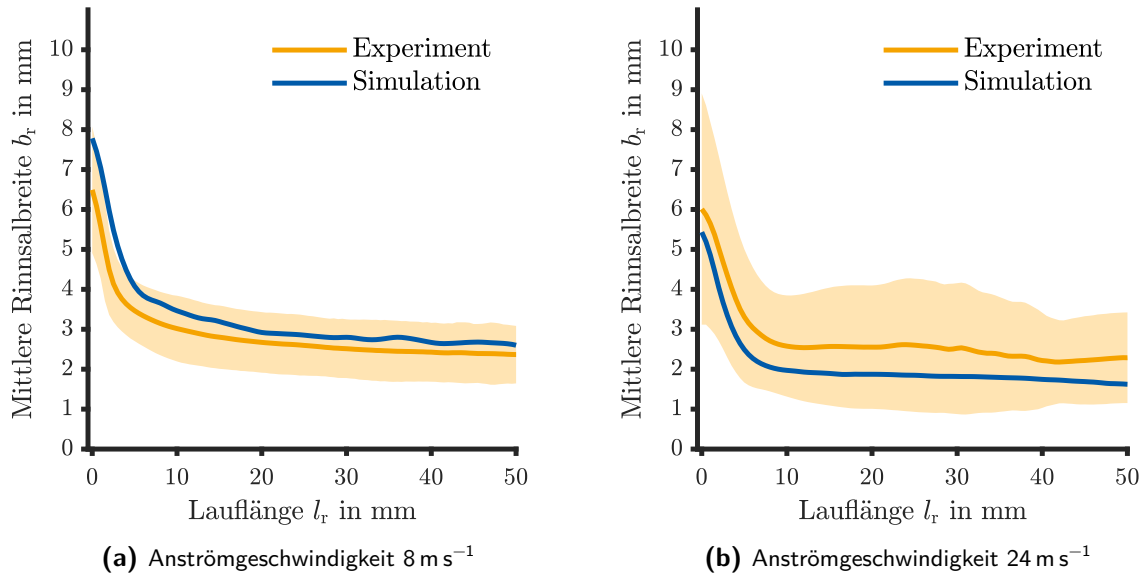 Mittlere Rinnsalbreite b_r in mm
10
9
8
7
6
5
4
3
2
1
0
Experiment
Simulation
0 10 20 30 40 50
Lauflänge l_r in mm
(a) Anströmgeschwindigkeit 8 m s⁻¹
Mittlere Rinnsalbreite b_r in mm
10
9
8
7
6
5
4
3
2
1
0
Experiment
Simulation
0 10 20 30 40 50
Lauflänge l_r in mm
(b) Anströmgeschwindigkeit 24 m s⁻¹